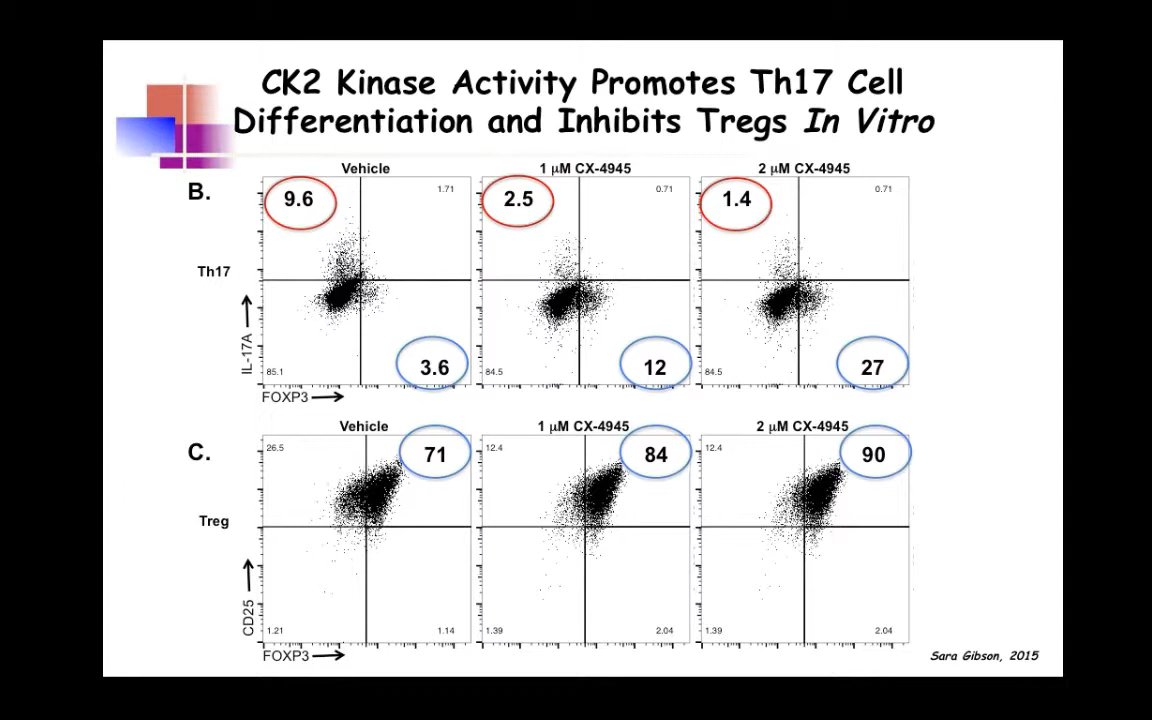 CK2 Kinase Activity Promotes Th17 Cell
Differentiation and Inhibits Tregs In Vitro
B.
Vehicle
1 µM CX-4945
2 µM CX-4945
9.6
1.71
2.5
0.71
1.4
0.71
Th17
IL-17A
85.1
3.6
84.5
12
84.5
27
FOXP3
C.
Vehicle
1 µM CX-4945
2 µM CX-4945
26.5
71
12.4
84
12.4
90
Treg
CD25
1.21
1.14
1.39
2.04
1.39
2.04
FOXP3
Sara Gibson, 2015